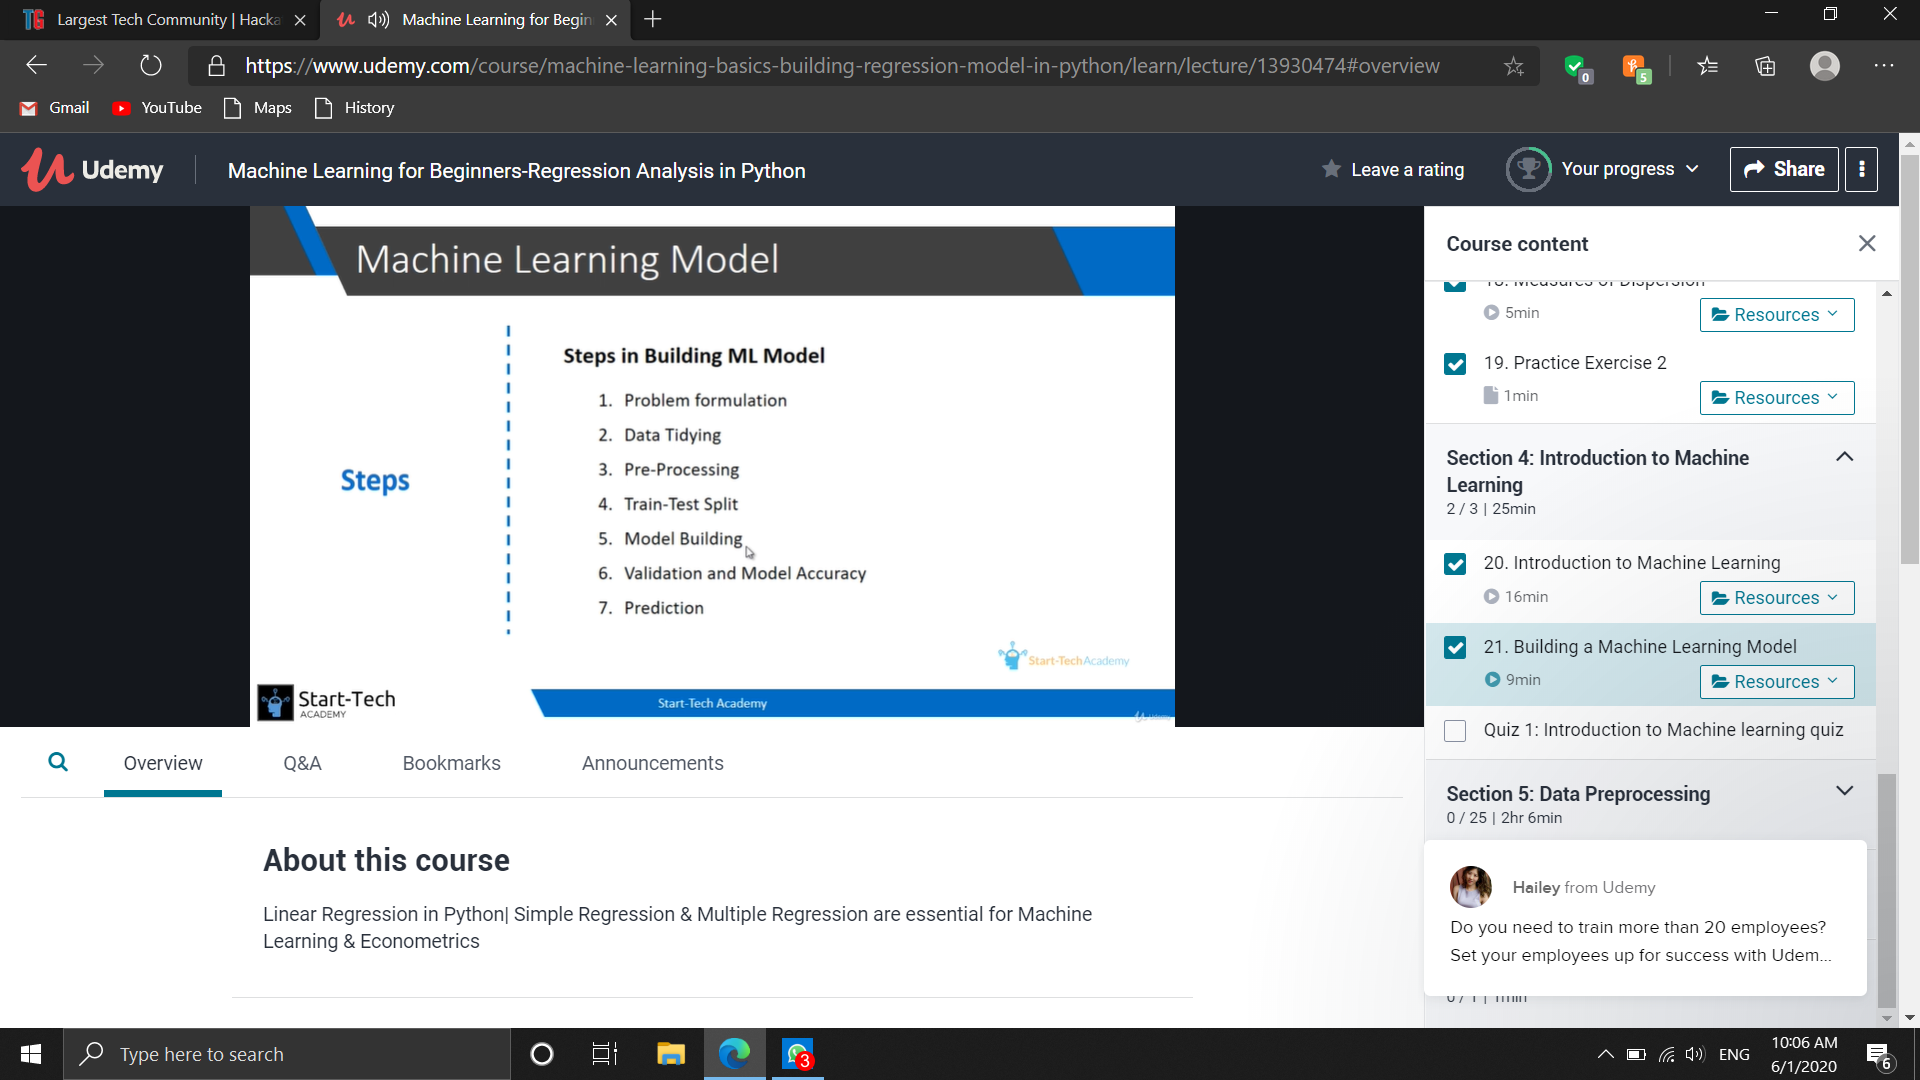 Largest Tech Community | Hacka
Machine Learning for Begin
https://www.udemy.com/course/machine-learning-basics-building-regression-model-in-python/learn/lecture/13930474#overview
0
5
Gmail
YouTube
Maps
History
Udemy
Machine Learning for Beginners-Regression Analysis in Python
Leave a rating
Your progress
Share
Machine Learning Model
Steps
Steps in Building ML Model
1. Problem formulation
2. Data Tidying
3. Pre-Processing
4. Train-Test Split
5. Model Building
6. Validation and Model Accuracy
7. Prediction
Start-Tech Academy
Start-Tech
ACADEMY
Start-Tech Academy
Udemy
Course content
18. Measures of Dispersion
5min
Resources
19. Practice Exercise 2
1min
Resources
Section 4: Introduction to Machine
Learning
2 / 3 | 25min
20. Introduction to Machine Learning
16min
Resources
21. Building a Machine Learning Model
9min
Resources
Quiz 1: Introduction to Machine learning quiz
Section 5: Data Preprocessing
0 / 25 | 2hr 6min
Hailey from Udemy
Do you need to train more than 20 employees?
Set your employees up for success with Udem...
0 / 1 | 1min
Overview
Q&A
Bookmarks
Announcements
About this course
Linear Regression in Python| Simple Regression & Multiple Regression are essential for Machine
Learning & Econometrics
Type here to search
3
ENG
10:06 AM
6/1/2020
6